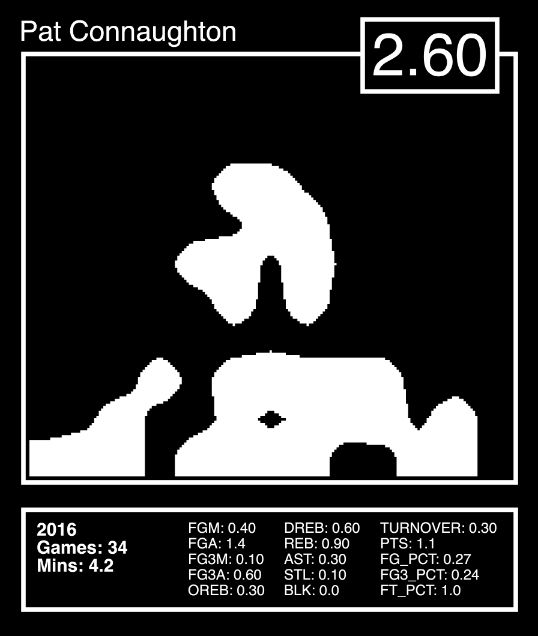 Pat Connaughton
2.60
2016
Games: 34
Mins: 4.2
FGM: 0.40
FGA: 1.4
FG3M: 0.10
FG3A: 0.60
OREB: 0.30
DREB: 0.60
REB: 0.90
AST: 0.30
STL: 0.10
BLK: 0.0
TURNOVER: 0.30
PTS: 1.1
FG_PCT: 0.27
FG3_PCT: 0.24
FT_PCT: 1.0